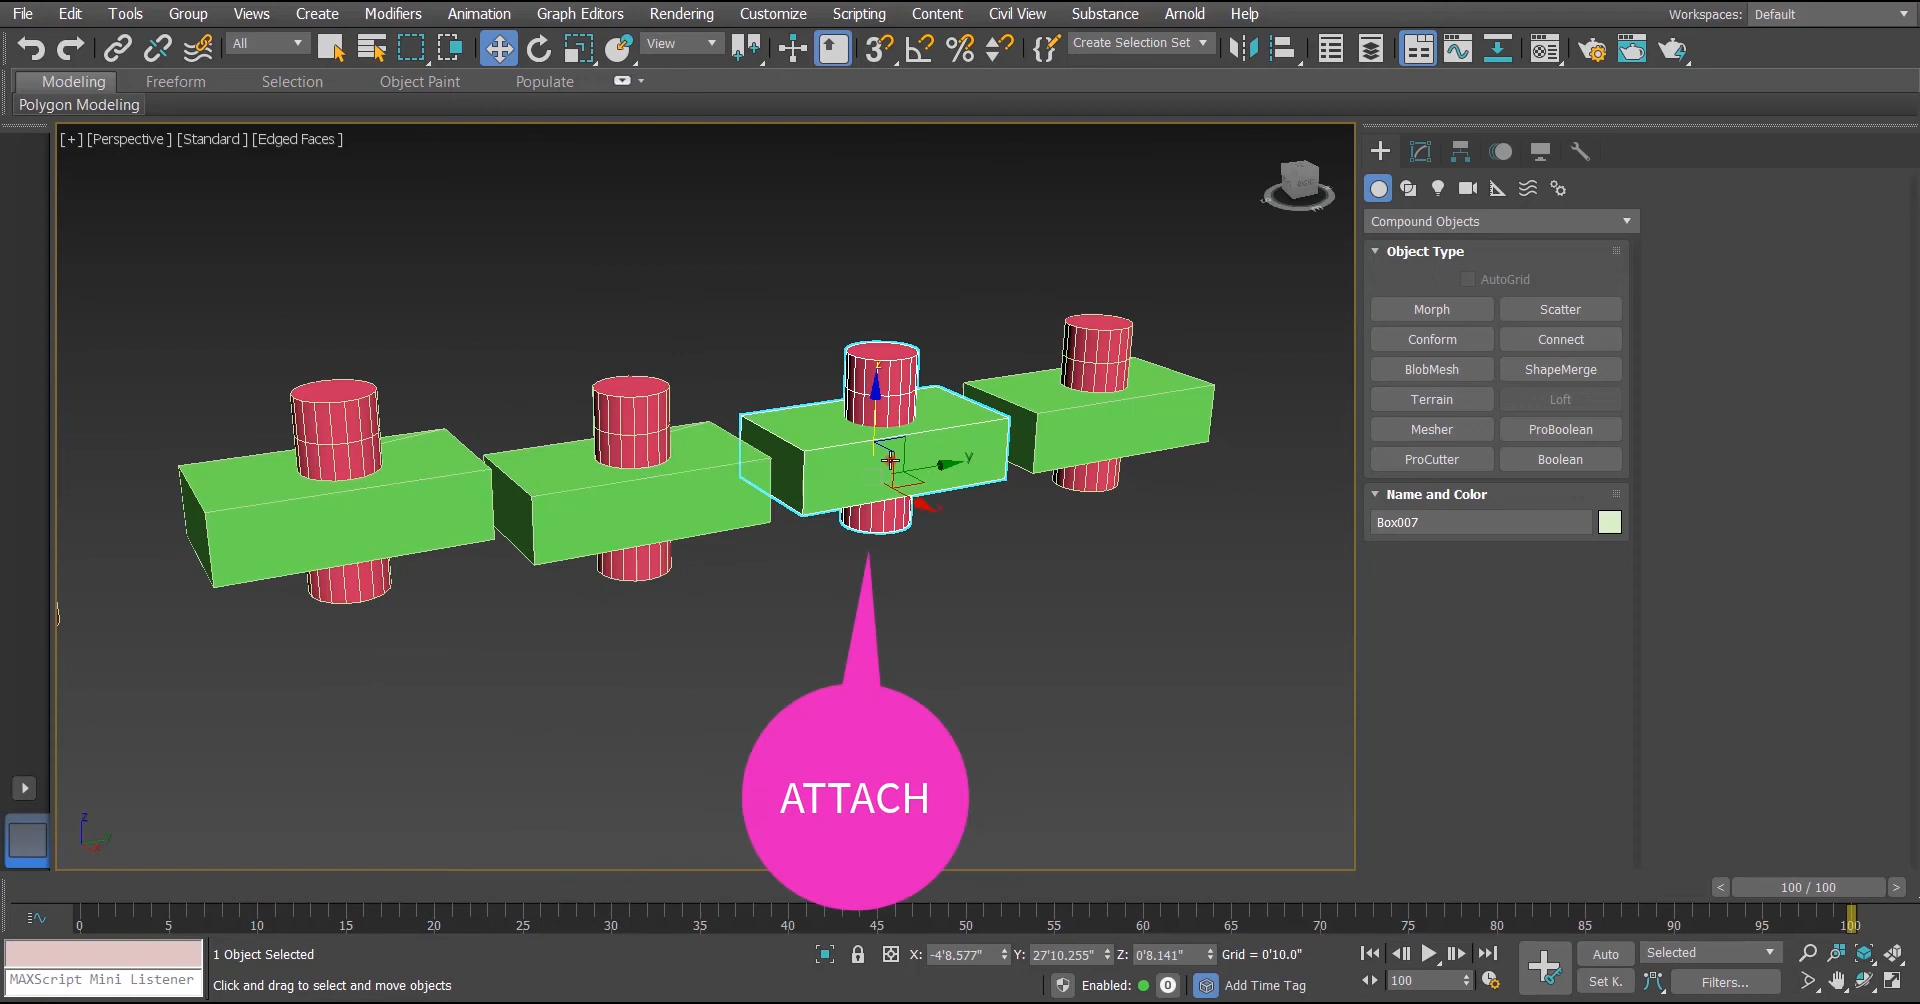 File Edit Tools Group Views Create Modifiers Animation Graph Editors Rendering Customize Scripting Content Civil View Substance Arnold Help Workspaces: Default
All View Create Selection Set
Modeling Freeform Selection Object Paint Populate
Polygon Modeling
[ + ] [Perspective ] [Standard ] [Edged Faces ]
Compound Objects
Object Type
AutoGrid
Morph Scatter
Conform Connect
BlobMesh ShapeMerge
Terrain Loft
Mesher ProBoolean
ProCutter Boolean
Name and Color
Box007
z
y
ATTACH
z
< 100 / 100 >
0 5 10 15 20 25 30 35 40 45 50 55 60 65 70 75 80 85 90 95 100
1 Object Selected X: -4'8.577" Y: 27'10.255" Z: 0'8.141" Grid = 0'10.0" Auto Selected
MAXScript Mini Listener Click and drag to select and move objects Enabled: 0 Add Time Tag 100 Set K. Filters...